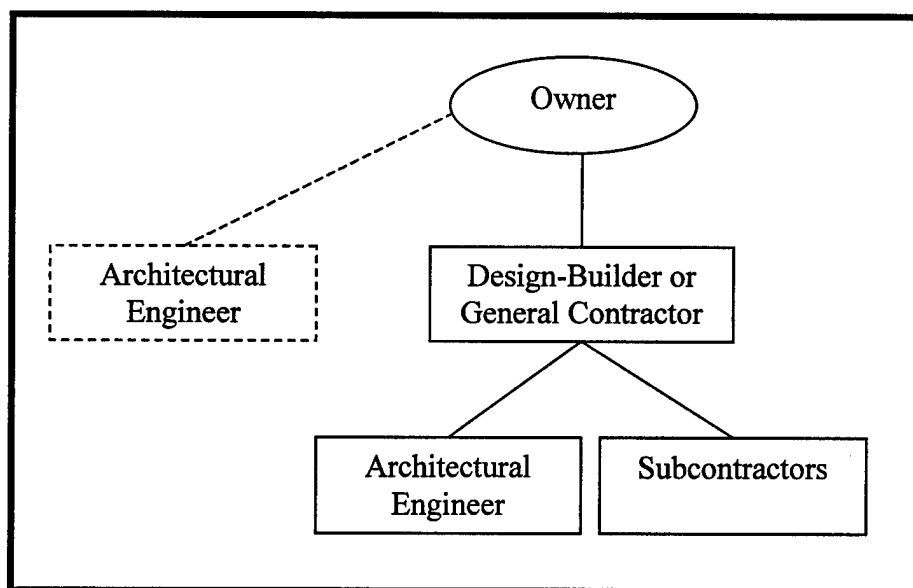 Owner
Architectural
Engineer
Design-Builder or
General Contractor
Architectural
Engineer
Subcontractors